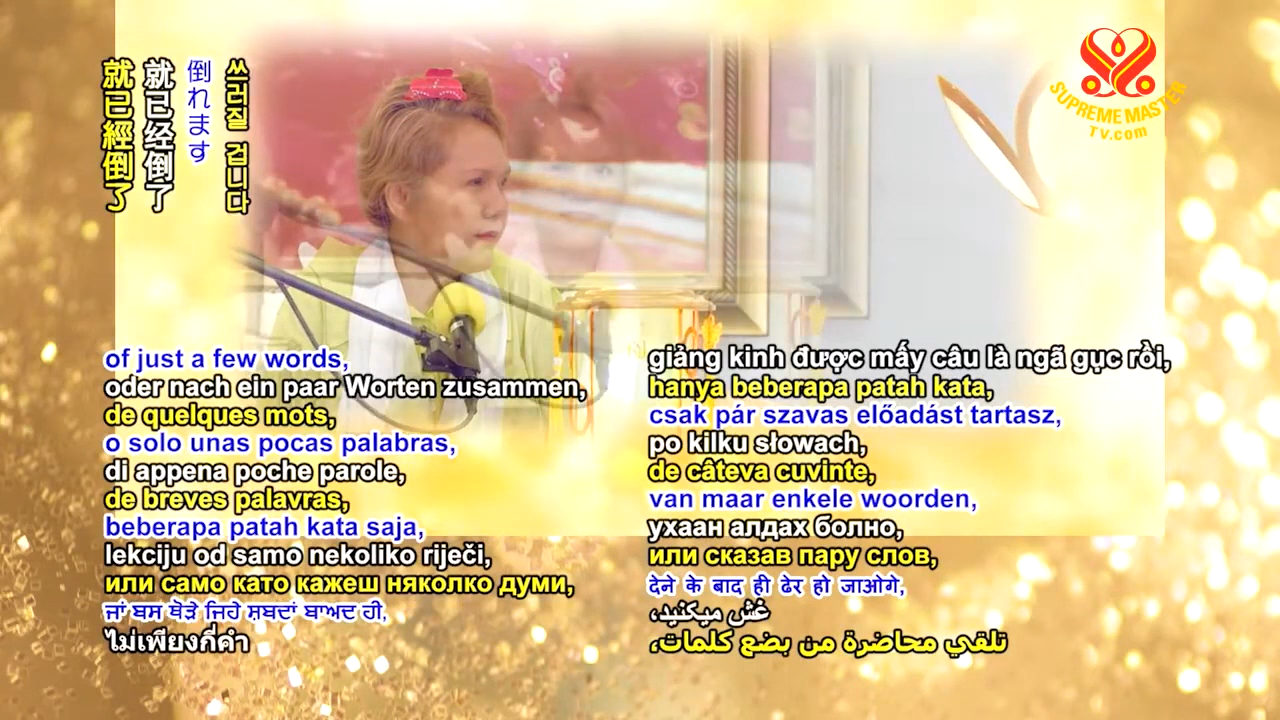 就已經倒了
就已经倒了
倒れます
쓰러질 겁니다
SUPREME MASTER
TV.com
of just a few words,
oder nach ein paar Worten zusammen,
de quelques mots,
o solo unas pocas palabras,
di appena poche parole,
de breves palavras,
beberapa patah kata saja,
lekciju od samo nekoliko riječi,
или само като кажеш няколко думи,
ਜਾਂ ਬਸ ਥੋੜੇ ਜਿਹੇ ਸ਼ਬਦਾਂ ਬਾਅਦ ਹੀ,
ไม่เพียงกี่คำ
giảng kinh được mấy câu là ngã gục rồi,
hanya beberapa patah kata,
csak pár szavas előadást tartasz,
po kilku słowach,
de câteva cuvinte,
van maar enkele woorden,
ухаан алдах болно,
или сказав пару слов,
देने के बाद ही ढेर हो जाओगे,
غش میکنید،
تلقي محاضرة من بضع كلمات،